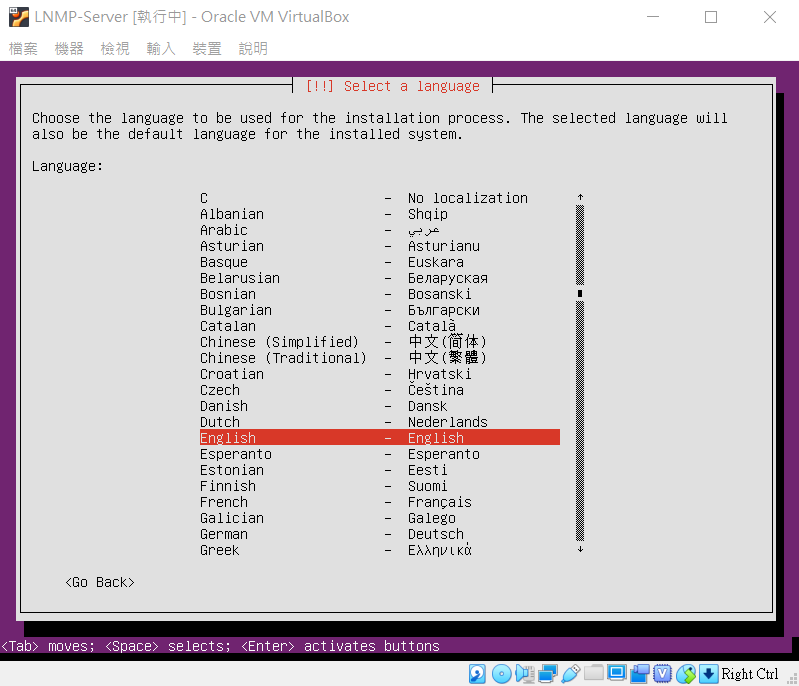 LNMP-Server [執行中] - Oracle VM VirtualBox
檔案 機器 檢視 輸入 裝置 說明
[!!] Select a language
Choose the language to be used for the installation process. The selected language will
also be the default language for the installed system.
Language:
C - No localization
Albanian - Shqip
Arabic - عربي
Asturian - Asturianu
Basque - Euskara
Belarusian - Беларуская
Bosnian - Bosanski
Bulgarian - Български
Catalan - Català
Chinese (Simplified) - 中文(简体)
Chinese (Traditional) - 中文(繁體)
Croatian - Hrvatski
Czech - Čeština
Danish - Dansk
Dutch - Nederlands
English - English
Esperanto - Esperanto
Estonian - Eesti
Finnish - Suomi
French - Français
Galician - Galego
German - Deutsch
Greek - Ελληνικά
<Go Back>
<Tab> moves; <Space> selects; <Enter> activates buttons
Right Ctrl